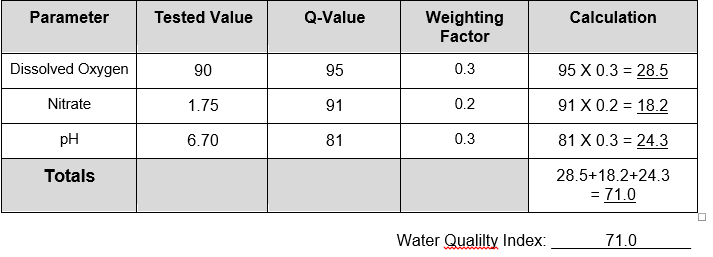 Parameter Tested Value Q-Value Weighting Factor Calculation
Dissolved Oxygen 90 95 0.3 95 X 0.3 = 28.5
Nitrate 1.75 91 0.2 91 X 0.2 = 18.2
pH 6.70 81 0.3 81 X 0.3 = 24.3
Totals 28.5+18.2+24.3
= 71.0
Water Qualilty Index: 71.0